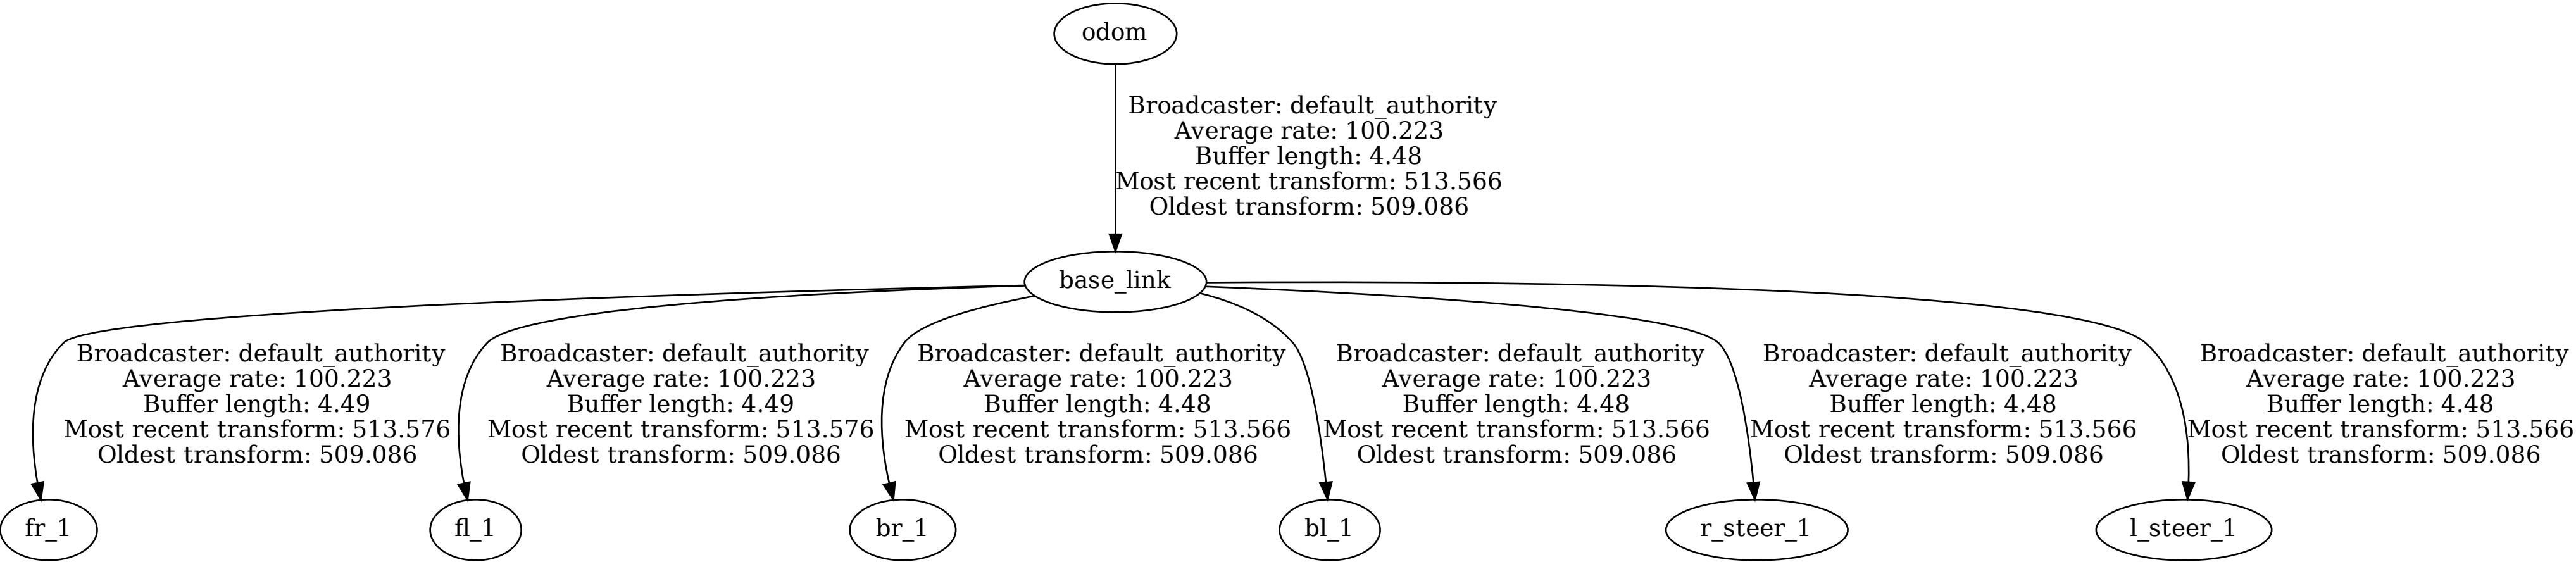 odom
Broadcaster: default_authority
Average rate: 100.223
Buffer length: 4.48
Most recent transform: 513.566
Oldest transform: 509.086
base_link
Broadcaster: default_authority
Average rate: 100.223
Buffer length: 4.49
Most recent transform: 513.576
Oldest transform: 509.086
Broadcaster: default_authority
Average rate: 100.223
Buffer length: 4.49
Most recent transform: 513.576
Oldest transform: 509.086
Broadcaster: default_authority
Average rate: 100.223
Buffer length: 4.48
Most recent transform: 513.566
Oldest transform: 509.086
Broadcaster: default_authority
Average rate: 100.223
Buffer length: 4.48
Most recent transform: 513.566
Oldest transform: 509.086
Broadcaster: default_authority
Average rate: 100.223
Buffer length: 4.48
Most recent transform: 513.566
Oldest transform: 509.086
Broadcaster: default_authority
Average rate: 100.223
Buffer length: 4.48
Most recent transform: 513.566
Oldest transform: 509.086
fr_1
fl_1
br_1
bl_1
r_steer_1
l_steer_1